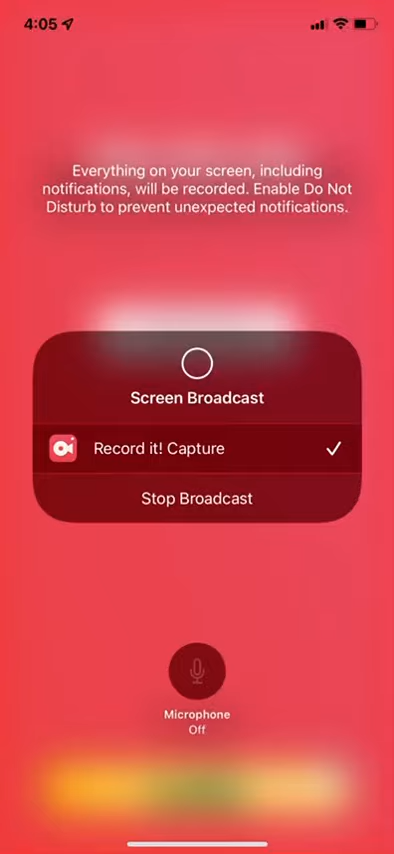 4:05
Everything on your screen, including
notifications, will be recorded. Enable Do Not
Disturb to prevent unexpected notifications.
Screen Broadcast
Record it! Capture
Stop Broadcast
Microphone
Off